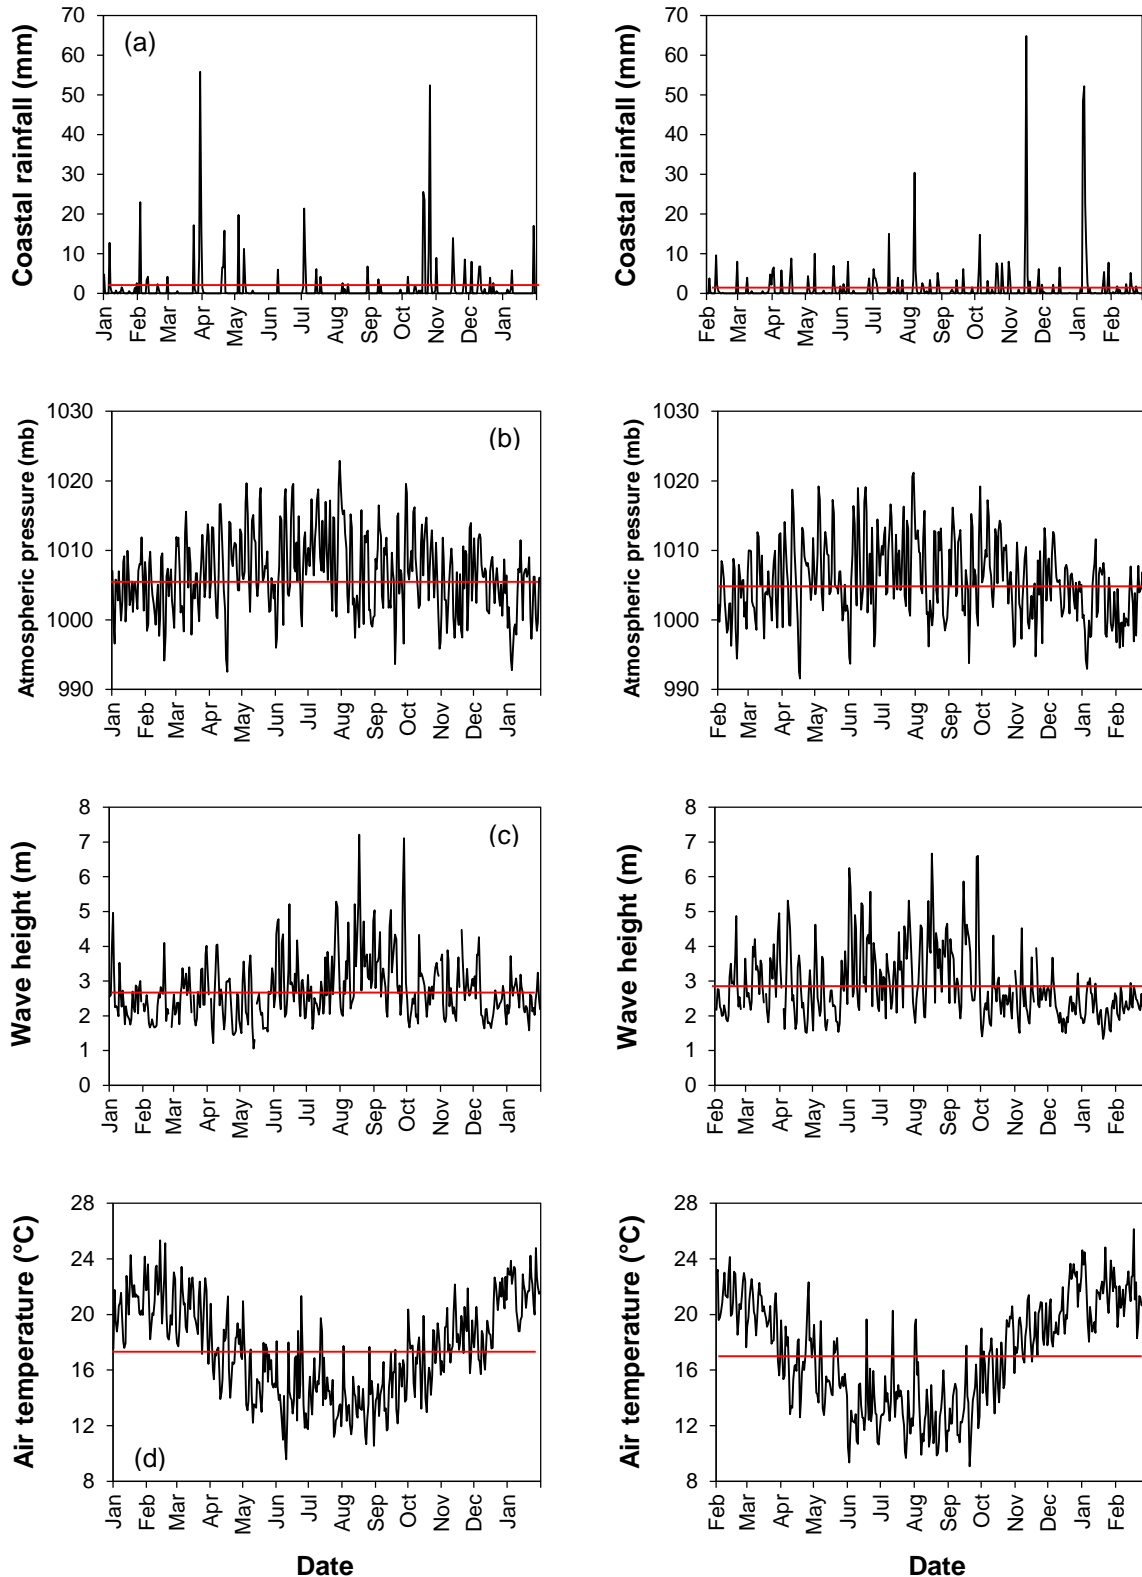 Coastal rainfall (mm)
70
60
50
40
30
20
10
0
(a)
Jan
Feb
Mar
Apr
May
Jun
Jul
Aug
Sep
Oct
Nov
Dec
Jan
Coastal rainfall (mm)
70
60
50
40
30
20
10
0
Feb
Mar
Apr
May
Jun
Jul
Aug
Sep
Oct
Nov
Dec
Jan
Feb
Atmospheric pressure (mb)
1030
1020
1010
1000
990
(b)
Jan
Feb
Mar
Apr
May
Jun
Jul
Aug
Sep
Oct
Nov
Dec
Jan
Atmospheric pressure (mb)
1030
1020
1010
1000
990
Feb
Mar
Apr
May
Jun
Jul
Aug
Sep
Oct
Nov
Dec
Jan
Feb
Wave height (m)
8
7
6
5
4
3
2
1
0
(c)
Jan
Feb
Mar
Apr
May
Jun
Jul
Aug
Sep
Oct
Nov
Dec
Jan
Wave height (m)
8
7
6
5
4
3
2
1
0
Feb
Mar
Apr
May
Jun
Jul
Aug
Sep
Oct
Nov
Dec
Jan
Feb
Air temperature (°C)
28
24
20
16
12
8
(d)
Jan
Feb
Mar
Apr
May
Jun
Jul
Aug
Sep
Oct
Nov
Dec
Jan
Date
Air temperature (°C)
28
24
20
16
12
8
Feb
Mar
Apr
May
Jun
Jul
Aug
Sep
Oct
Nov
Dec
Jan
Feb
Date